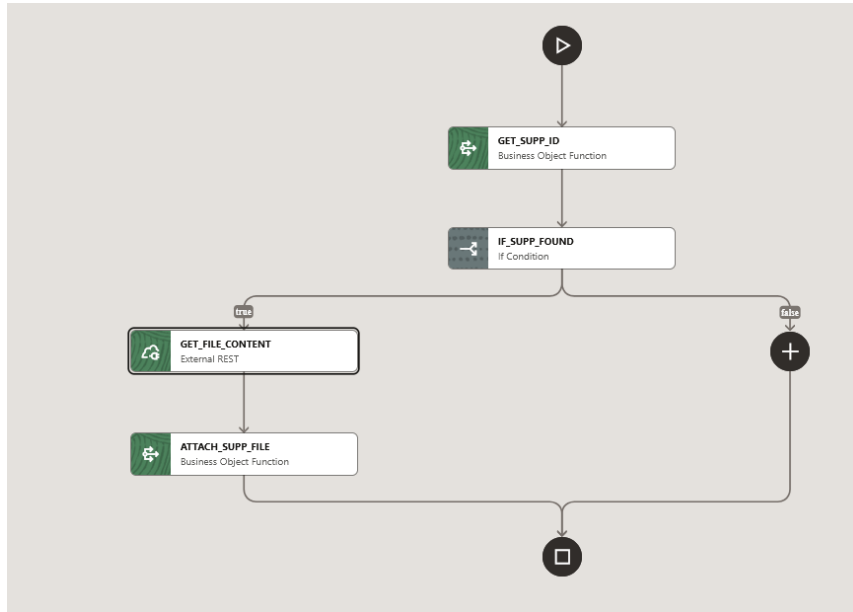 GET_SUPP_ID
Business Object Function
IF_SUPP_FOUND
If Condition
true
false
GET_FILE_CONTENT
External REST
ATTACH_SUPP_FILE
Business Object Function